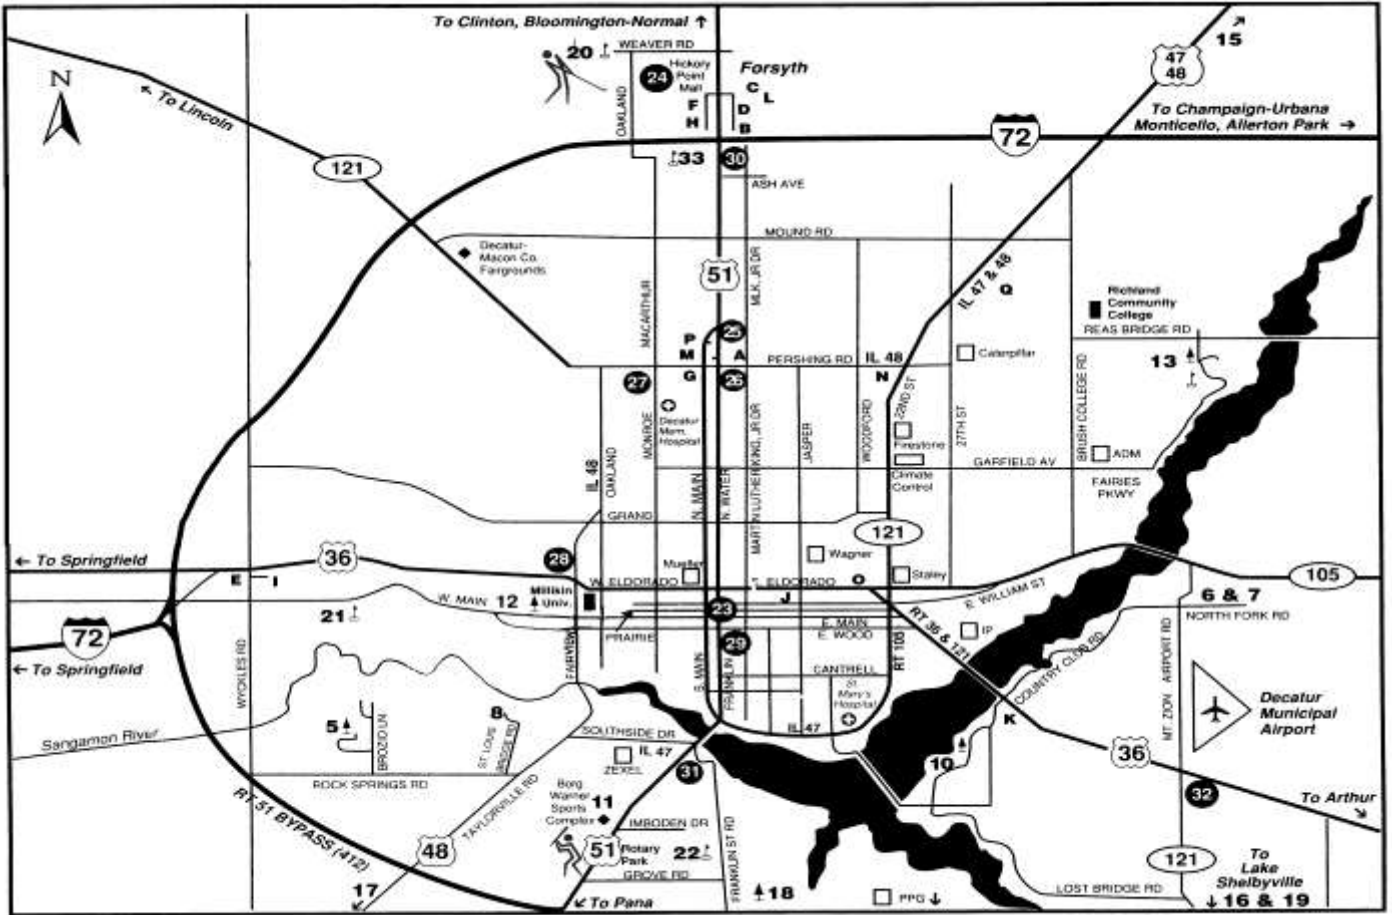 To Clinton, Bloomington-Normal ↑
20
WEAVER RD
15
47
48
N
24
Hickory
Point
Mall
Forsyth
C
L
F
D
H
B
OAKLAND
← To Lincoln
To Champaign-Urbana
Monticello, Allerton Park →
72
121
33
30
ASH AVE
MOUND RD
Decatur-
Macon Co.
Fairgrounds
51
MLK. JR DR
IL 47 & 48
Q
MACARTHUR
Richland
Community
College
REAS BRIDGE RD
25
P
M
A
PERSHING RD
IL 48
Caterpillar
13
G
26
27
N
22ND ST
27TH ST
BRUSH COLLEGE RD
Decatur
Mem.
Hospital
MONROE
JASPER
WOODFORD
Firestone
Climate
Control
GARFIELD AV
ADM
FAIRIES
PKWY
IL 48
OAKLAND
N. MAIN
N. WATER
MARTIN LUTHER KING, JR DR
GRAND
121
← To Springfield
36
28
Mueller
Wagner
Staley
E
I
W. ELDORADO
E. ELDORADO
O
105
W. MAIN
12
Millikin
Univ.
J
E. WILLIAM ST
6 & 7
NORTH FORK RD
21
23
PRAIRIE
E. MAIN
E. WOOD
RT 36 & 121
IP
72
← To Springfield
WYCKLES RD
FAIRVIEW
S. MAIN
FRANKLIN
29
CANTRELL
St.
Mary's
Hospital
RT 105
COUNTRY CLUB RD
MT. ZION
AIRPORT RD
Decatur
Municipal
Airport
K
Sangamon River
5
BROZIO LN
8
ST. LOUIS
BRIDGE RD
SOUTHSIDE DR
IL 47
ZEXEL
IL 47
31
10
36
32
To Arthur
ROCK SPRINGS RD
RT 51 BYPASS (412)
TAYLORVILLE RD
Borg
Warner
Sports
Complex
11
IMBODEN DR
48
51
Rotary
Park
22
GROVE RD
FRANKLIN ST RD
121
To
Lake
Shelbyville
↓ 16 & 19
17
To Pana
18
PPG ↓
LOST BRIDGE RD